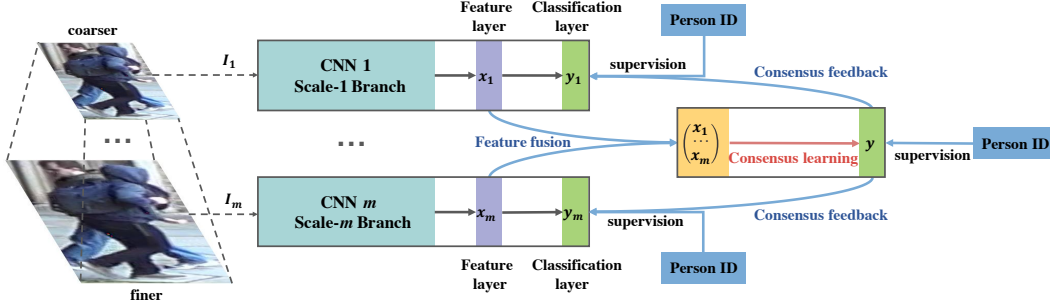 coarser
...
finer
I₁
Iₘ
Feature
layer
Classification
layer
Person ID
CNN 1
Scale-1 Branch
x₁
y₁
supervision
Consensus feedback
...
Feature fusion
x₁
...
xₘ
Consensus learning
y
supervision
Person ID
CNN m
Scale-m Branch
xₘ
yₘ
supervision
Consensus feedback
Feature
layer
Classification
layer
Person ID